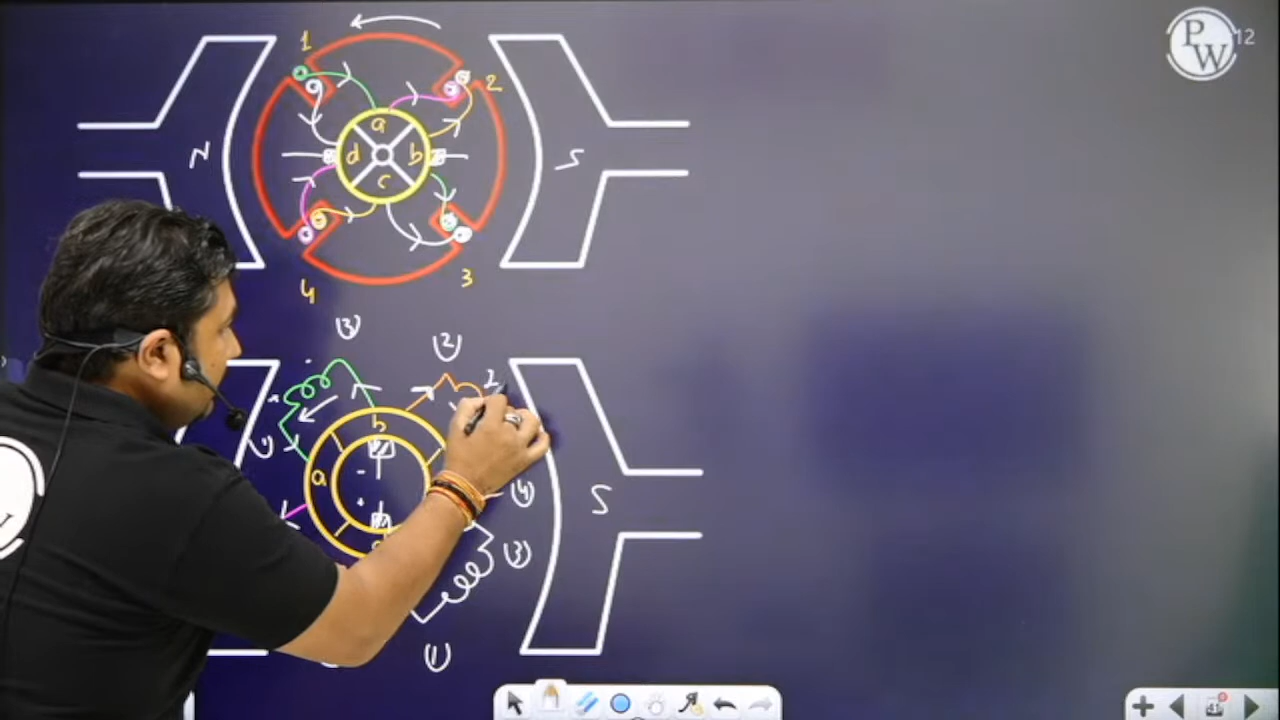 PW
12
1
2
a
N
d
b
S
c
4
3
(3)
(2)
2
b
a
-
+
(4)
S
(3)
(1)